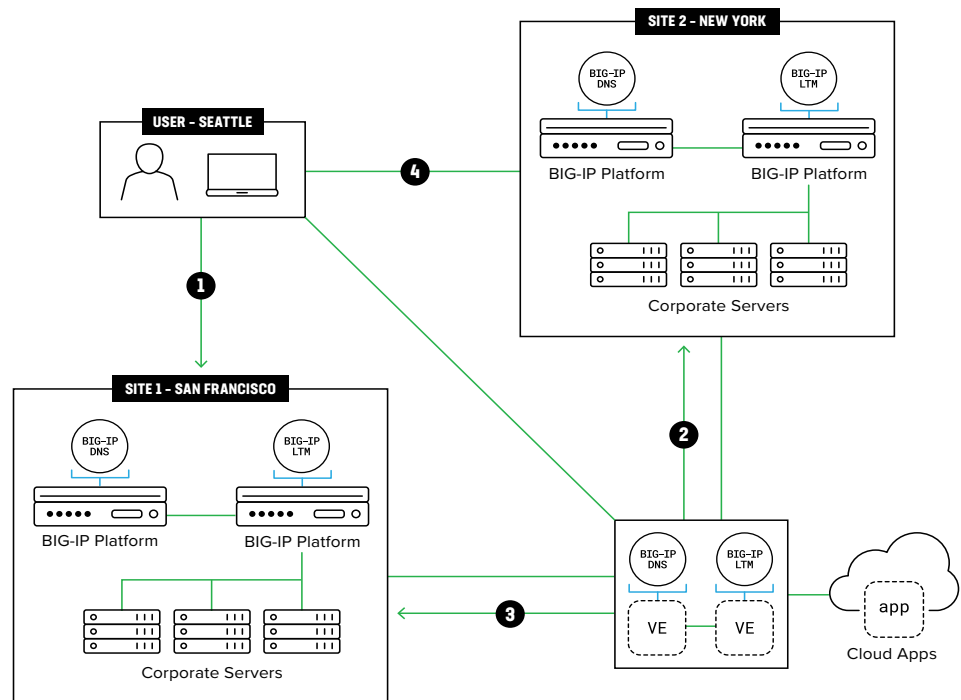 SITE 2 - NEW YORK
BIG-IP
DNS
BIG-IP
LTM
BIG-IP Platform
BIG-IP Platform
Corporate Servers
USER - SEATTLE
4
1
SITE 1 - SAN FRANCISCO
BIG-IP
DNS
BIG-IP
LTM
BIG-IP Platform
BIG-IP Platform
Corporate Servers
2
3
BIG-IP
DNS
BIG-IP
LTM
VE
VE
app
Cloud Apps